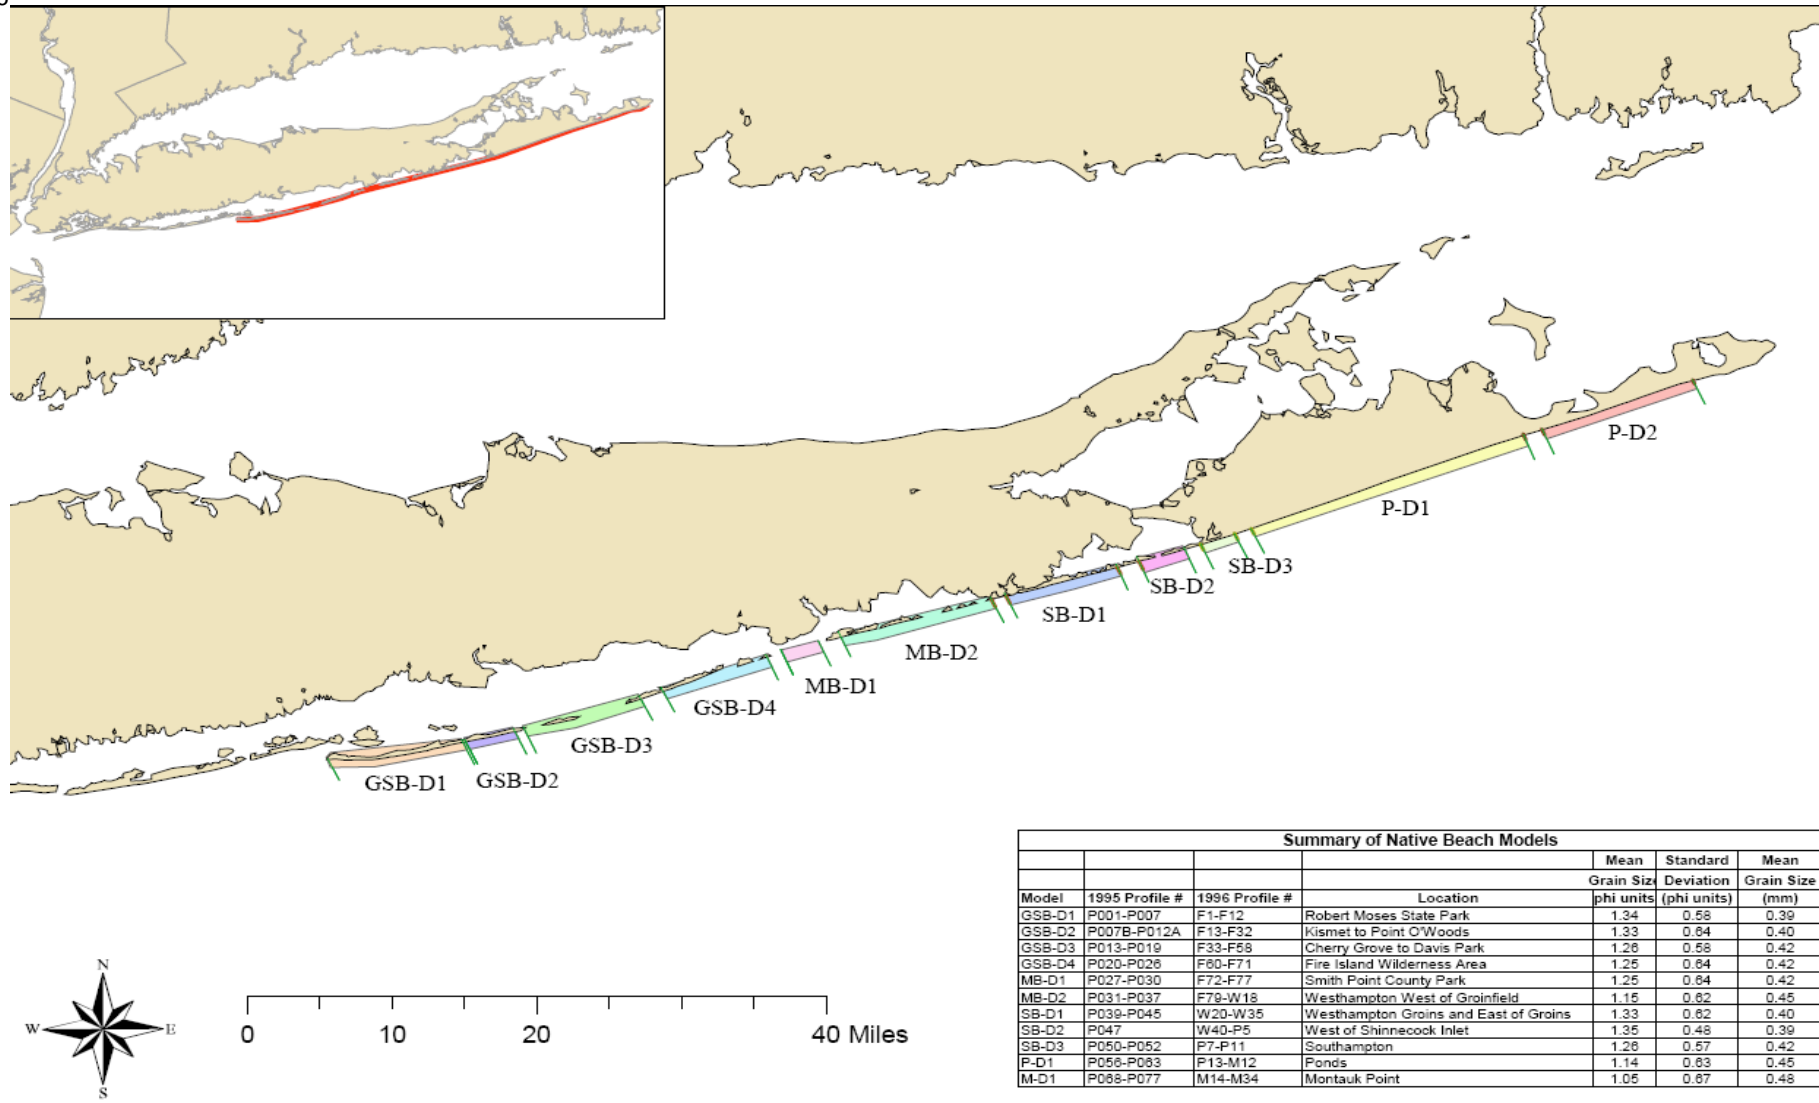 P-D2
P-D1
SB-D3
SB-D2
SB-D1
MB-D2
MB-D1
GSB-D4
GSB-D3
GSB-D2
GSB-D1
N
W E
S
0 10 20 40 Miles
Summary of Native Beach Models
Mean Standard Mean
Grain Size Deviation Grain Size
Model 1995 Profile # 1996 Profile # Location phi units (phi units) (mm)
GSB-D1 P001-P007 F1-F12 Robert Moses State Park 1.34 0.58 0.39
GSB-D2 P007B-P012A F13-F32 Kismet to Point O'Woods 1.33 0.64 0.40
GSB-D3 P013-P019 F33-F58 Cherry Grove to Davis Park 1.26 0.58 0.42
GSB-D4 P020-P026 F60-F71 Fire Island Wilderness Area 1.25 0.64 0.42
MB-D1 P027-P030 F72-F77 Smith Point County Park 1.25 0.64 0.42
MB-D2 P031-P037 F79-W18 Westhampton West of Groinfield 1.15 0.62 0.45
SB-D1 P039-P045 W20-W35 Westhampton Groins and East of Groins 1.33 0.62 0.40
SB-D2 P047 W40-P5 West of Shinnecock Inlet 1.35 0.48 0.39
SB-D3 P050-P052 P7-P11 Southampton 1.26 0.57 0.42
P-D1 P056-P063 P13-M12 Ponds 1.14 0.63 0.45
M-D1 P068-P077 M14-M34 Montauk Point 1.05 0.67 0.48